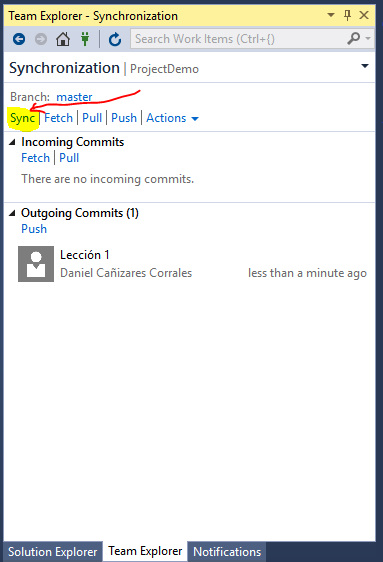 Team Explorer - Synchronization
Search Work Items (Ctrl+{)
Synchronization | ProjectDemo
Branch: master
Sync | Fetch | Pull | Push | Actions
Incoming Commits
Fetch | Pull
There are no incoming commits.
Outgoing Commits (1)
Push
Lección 1
Daniel Cañizares Corrales less than a minute ago
Solution Explorer Team Explorer Notifications